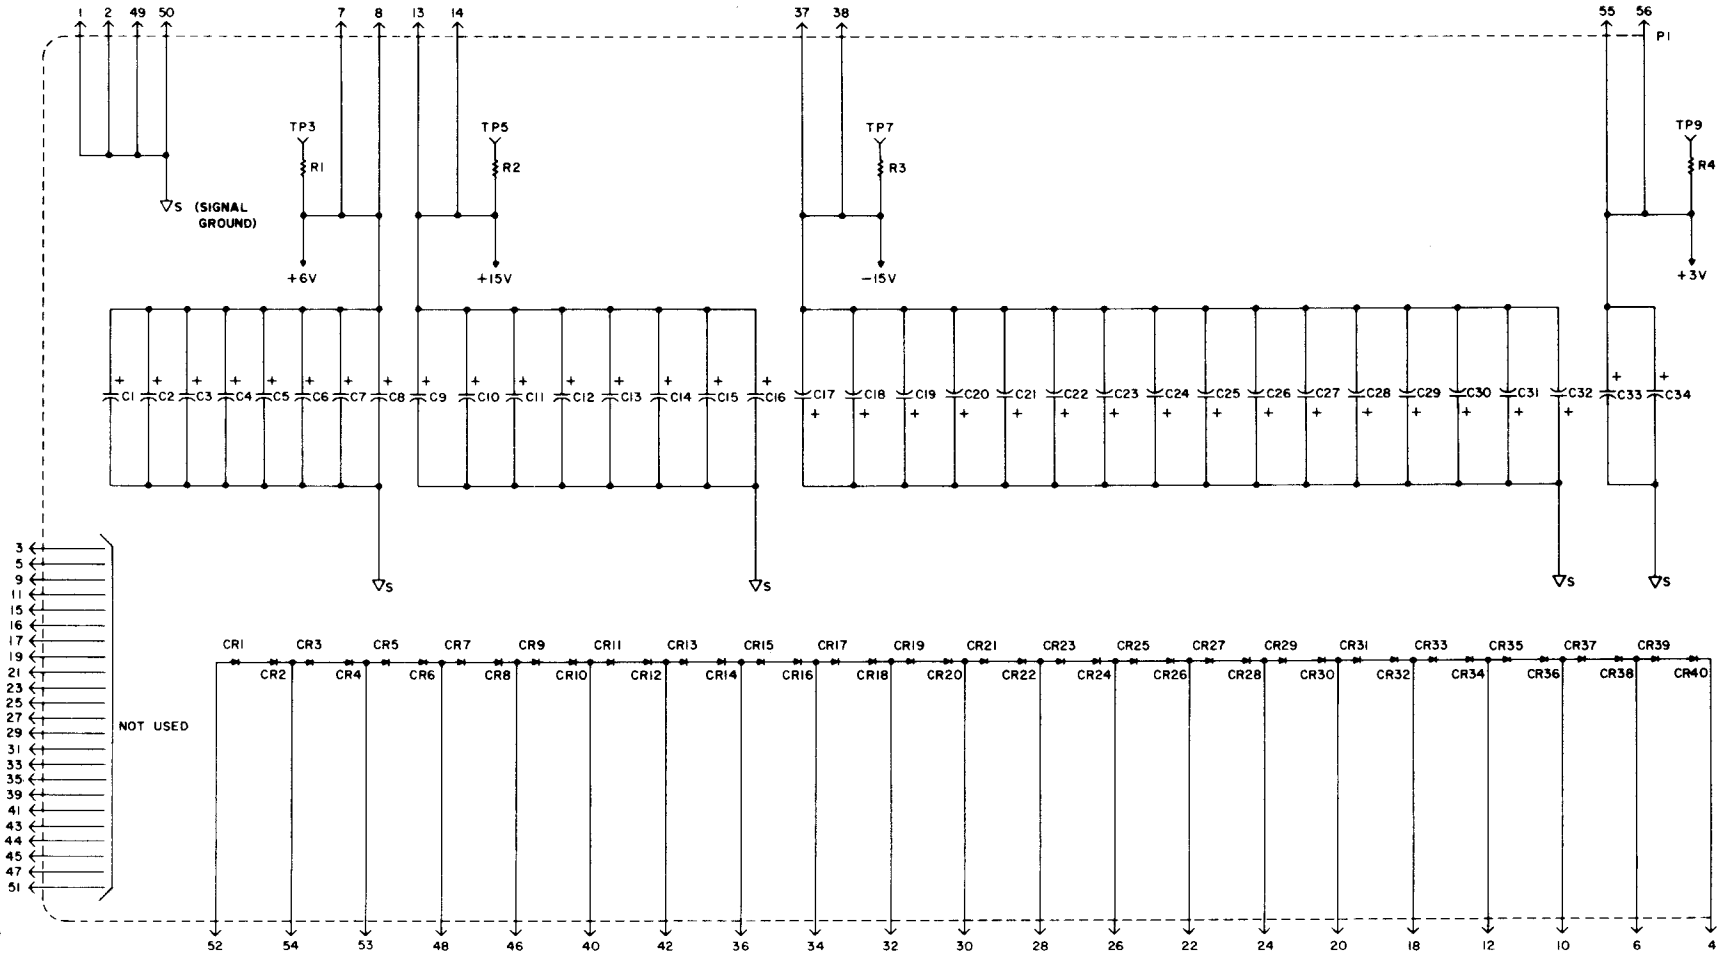 1 2 49 50 7 8 13 14 37 38 55 56
P1
TP3 TP5 TP7 TP9
R1 R2 R3 R4
S (SIGNAL
GROUND)
+6V +15V -15V +3V
+ + + + + + + + + + + + + + + + + +
C1 C2 C3 C4 C5 C6 C7 C8 C9 C10 C11 C12 C13 C14 C15 C16 C17 C18 C19 C20 C21 C22 C23 C24 C25 C26 C27 C28 C29 C30 C31 C32 C33 C34
+ + + + + + + + + + + + + + + +
S S S S
3
5
9
11
15
16
17
19
21
23
25
27
29
31
33
35
39
41
43
44
45
47
51
NOT USED
CR1 CR3 CR5 CR7 CR9 CR11 CR13 CR15 CR17 CR19 CR21 CR23 CR25 CR27 CR29 CR31 CR33 CR35 CR37 CR39
CR2 CR4 CR6 CR8 CR10 CR12 CR14 CR16 CR18 CR20 CR22 CR24 CR26 CR28 CR30 CR32 CR34 CR36 CR38 CR40
52 54 53 48 46 40 42 36 34 32 30 28 26 22 24 20 18 12 10 6 4